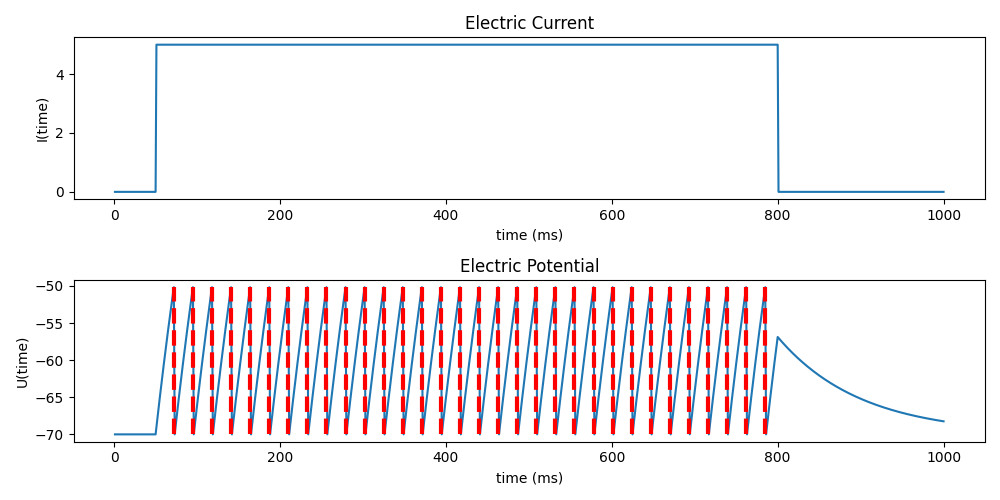 Electric Current
I(time)
4
2
0
0 200 400 600 800 1000
time (ms)
Electric Potential
U(time)
−50
−55
−60
−65
−70
0 200 400 600 800 1000
time (ms)